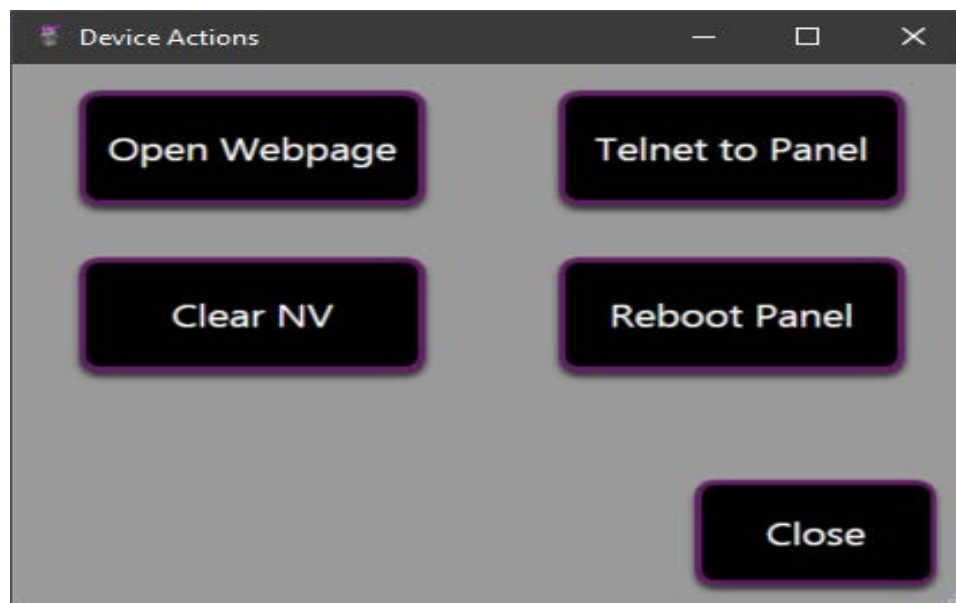 Device Actions
Open Webpage
Telnet to Panel
Clear NV
Reboot Panel
Close